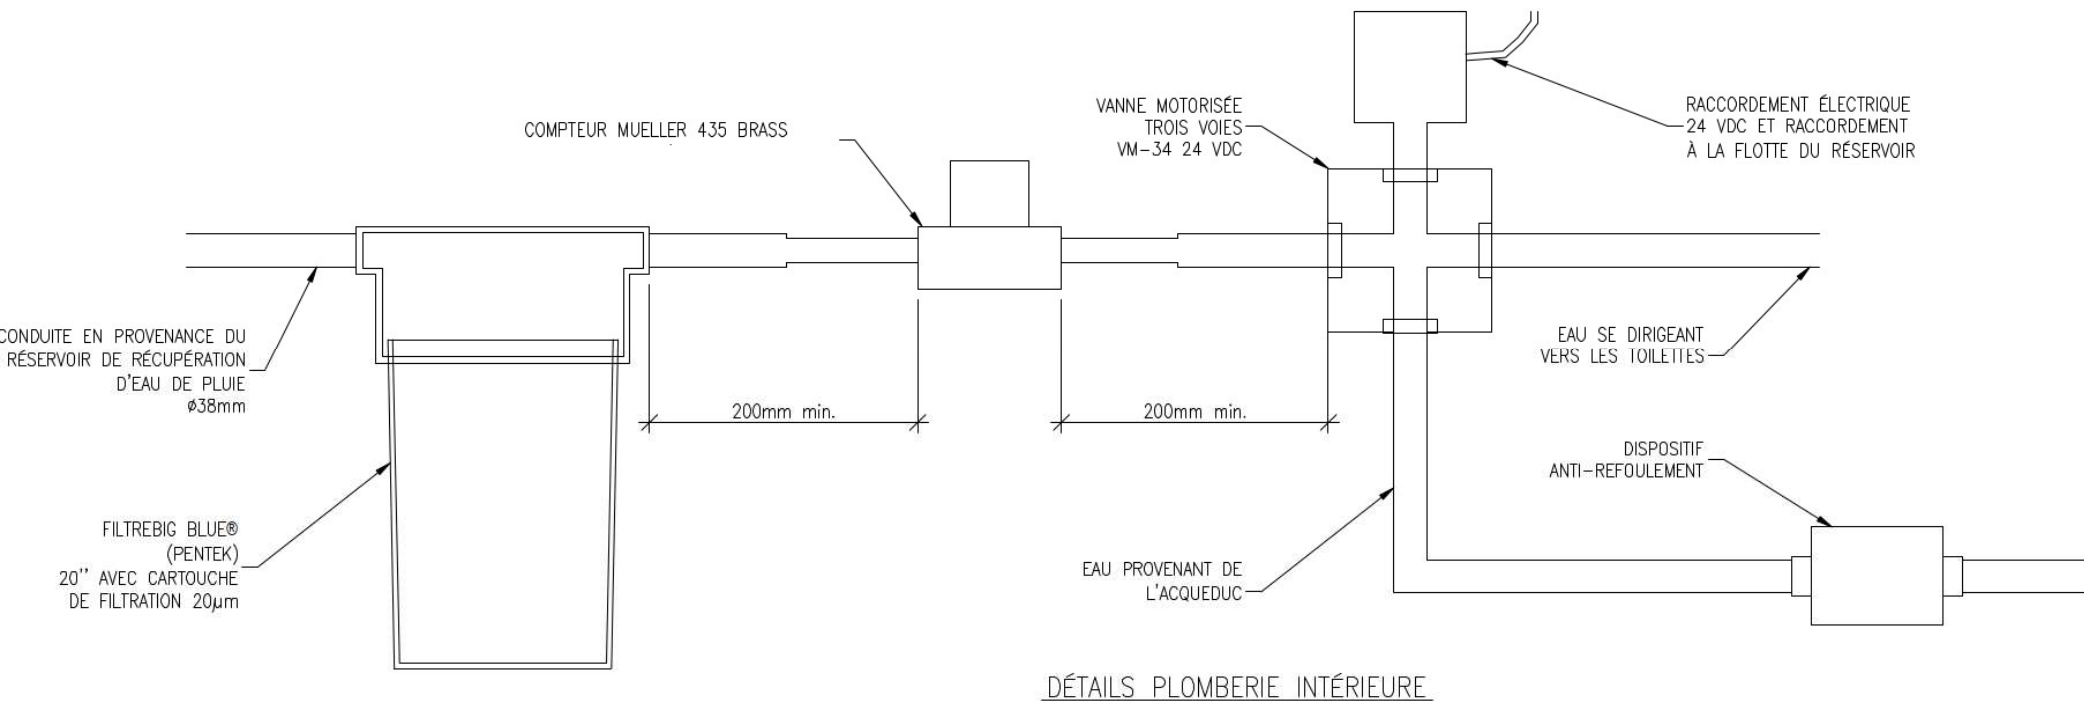 COMPTEUR MUELLER 435 BRASS
VANNE MOTORISÉE
TROIS VOIES
VM-34 24 VDC
RACCORDEMENT ÉLECTRIQUE
24 VDC ET RACCORDEMENT
À LA FLOTTE DU RÉSERVOIR
CONDUITE EN PROVENANCE DU
RÉSERVOIR DE RÉCUPÉRATION
D'EAU DE PLUIE
ø38mm
EAU SE DIRIGEANT
VERS LES TOILETTES
200mm min.
200mm min.
DISPOSITIF
ANTI-REFOULEMENT
FILTREBIG BLUE®
(PENTEK)
20'' AVEC CARTOUCHE
DE FILTRATION 20µm
EAU PROVENANT DE
L'ACQUEDUC
DÉTAILS PLOMBERIE INTÉRIEURE